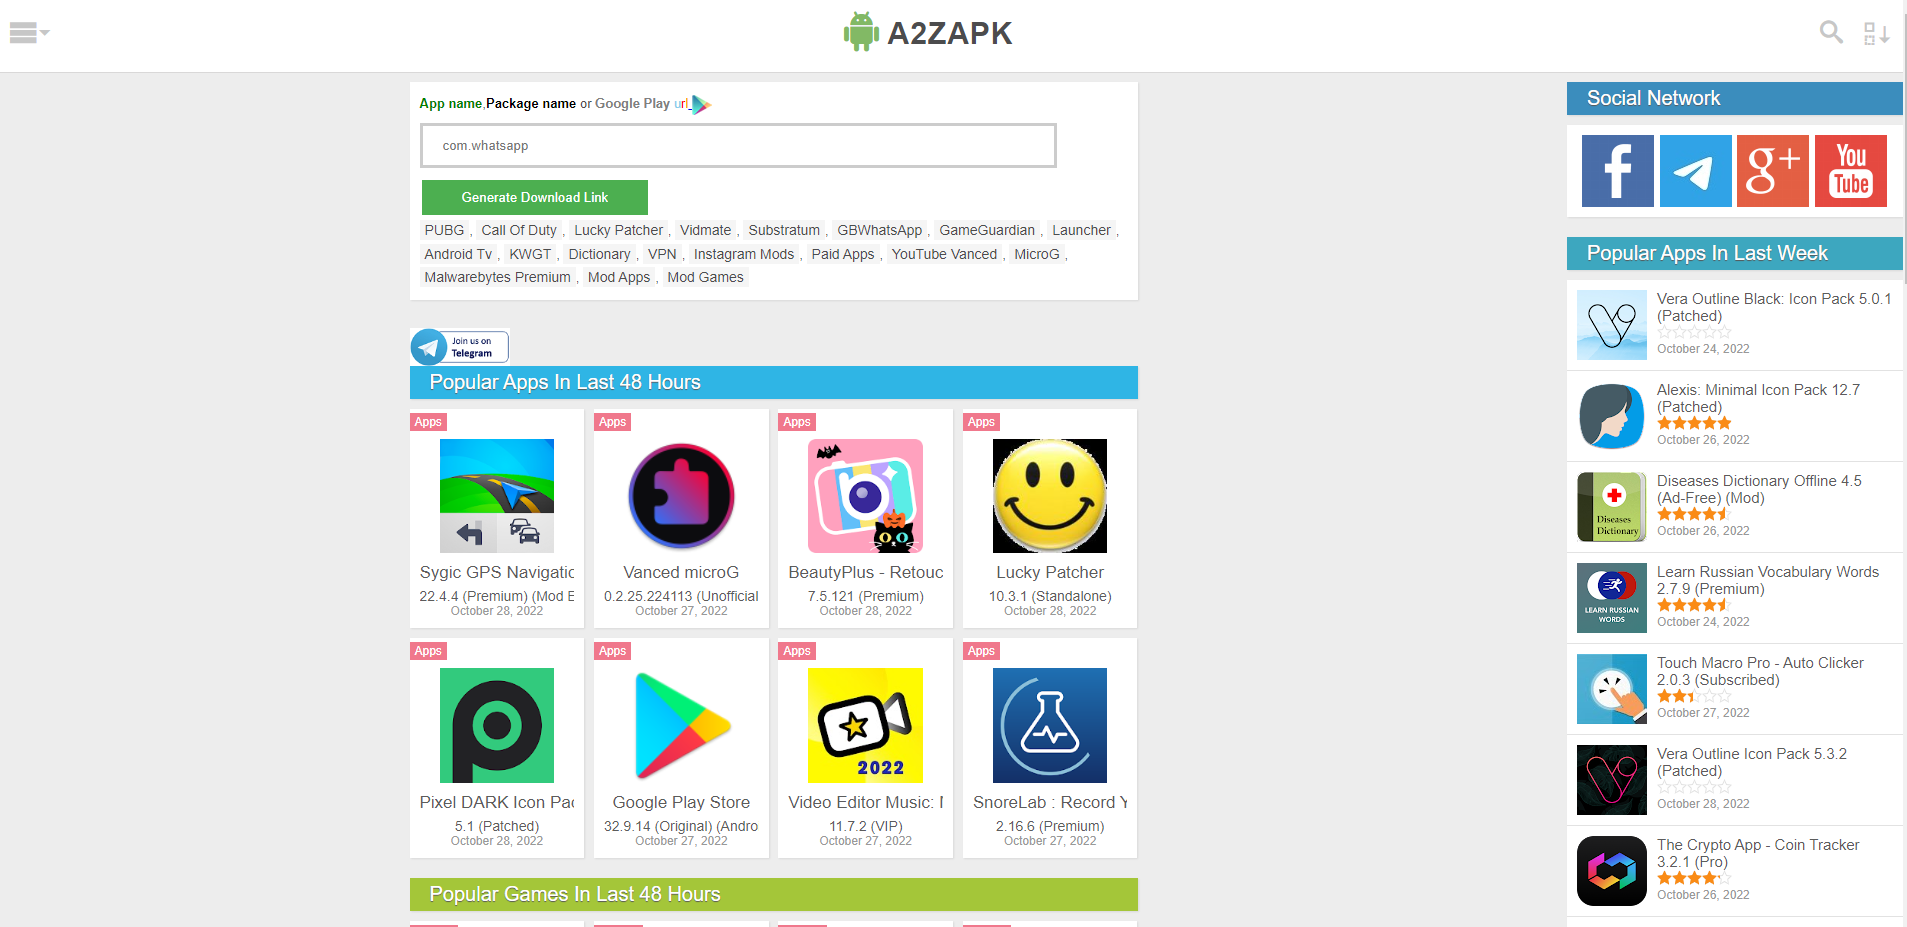 A2ZAPK
App name,Package name or Google Play url
com.whatsapp
Generate Download Link
PUBG , Call Of Duty , Lucky Patcher , Vidmate , Substratum , GBWhatsApp , GameGuardian , Launcher ,
Android Tv , KWGT , Dictionary , VPN , Instagram Mods , Paid Apps , YouTube Vanced , MicroG ,
Malwarebytes Premium , Mod Apps , Mod Games
Join us on
Telegram
Popular Apps In Last 48 Hours
Apps
Sygic GPS Navigatic
22.4.4 (Premium) (Mod E
October 28, 2022
Apps
Vanced microG
0.2.25.224113 (Unofficial
October 27, 2022
Apps
BeautyPlus - Retouc
7.5.121 (Premium)
October 28, 2022
Apps
Lucky Patcher
10.3.1 (Standalone)
October 28, 2022
Apps
Pixel DARK Icon Pac
5.1 (Patched)
October 28, 2022
Apps
Google Play Store
32.9.14 (Original) (Andro
October 27, 2022
Apps
2022
Video Editor Music: M
11.7.2 (VIP)
October 27, 2022
Apps
SnoreLab : Record Y
2.16.6 (Premium)
October 27, 2022
Popular Games In Last 48 Hours
Social Network
f
g+
You
Tube
Popular Apps In Last Week
Vera Outline Black: Icon Pack 5.0.1
(Patched)
October 24, 2022
Alexis: Minimal Icon Pack 12.7
(Patched)
October 26, 2022
Diseases
Dictionary
Diseases Dictionary Offline 4.5
(Ad-Free) (Mod)
October 26, 2022
LEARN RUSSIAN
WORDS
Learn Russian Vocabulary Words
2.7.9 (Premium)
October 24, 2022
Touch Macro Pro - Auto Clicker
2.0.3 (Subscribed)
October 27, 2022
Vera Outline Icon Pack 5.3.2
(Patched)
October 28, 2022
The Crypto App - Coin Tracker
3.2.1 (Pro)
October 26, 2022